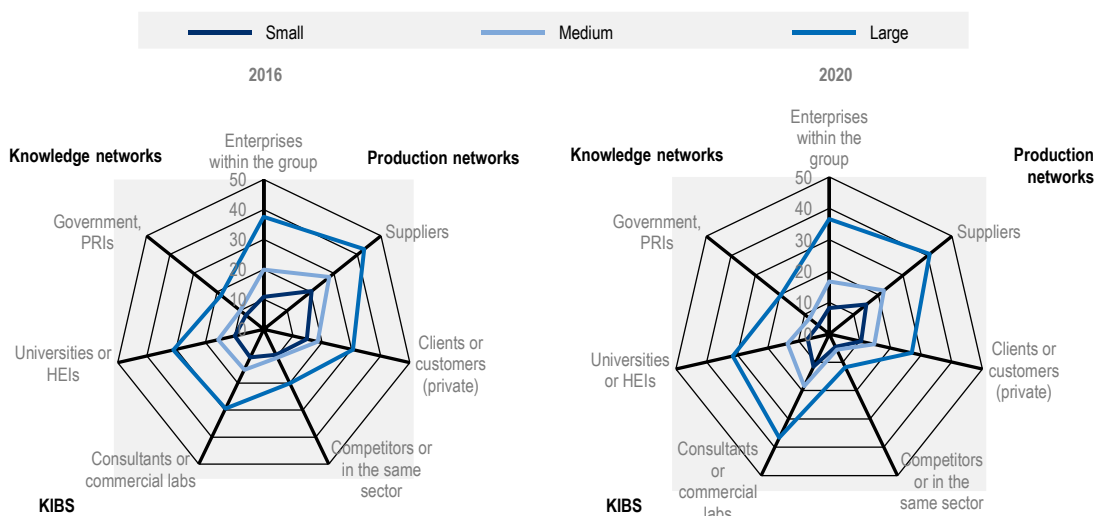 Small
Medium
Large
2016
2020
Knowledge networks
Enterprises
within the group
Production networks
50
40
30
20
10
0
Government,
PRIs
Suppliers
Universities or
HEIs
Clients or
customers
(private)
Consultants or
commercial labs
Competitors or
in the same
sector
KIBS
Knowledge networks
Enterprises
within the
group
Production
networks
50
40
30
20
10
0
Government,
PRIs
Suppliers
Universities
or HEIs
Clients or
customers
(private)
Consultants
or
commercial
labs
Competitors
or in the
same sector
KIBS